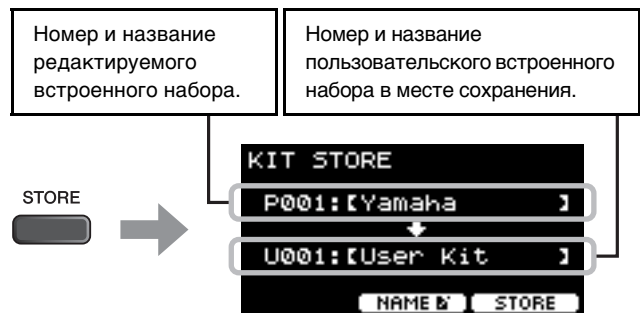 Номер и название
редактируемого
встроенного набора.
Номер и название
пользовательского встроенного
набора в месте сохранения.
STORE
KIT STORE
P001:[Yamaha ]
U001:[User Kit ]
NAME STORE